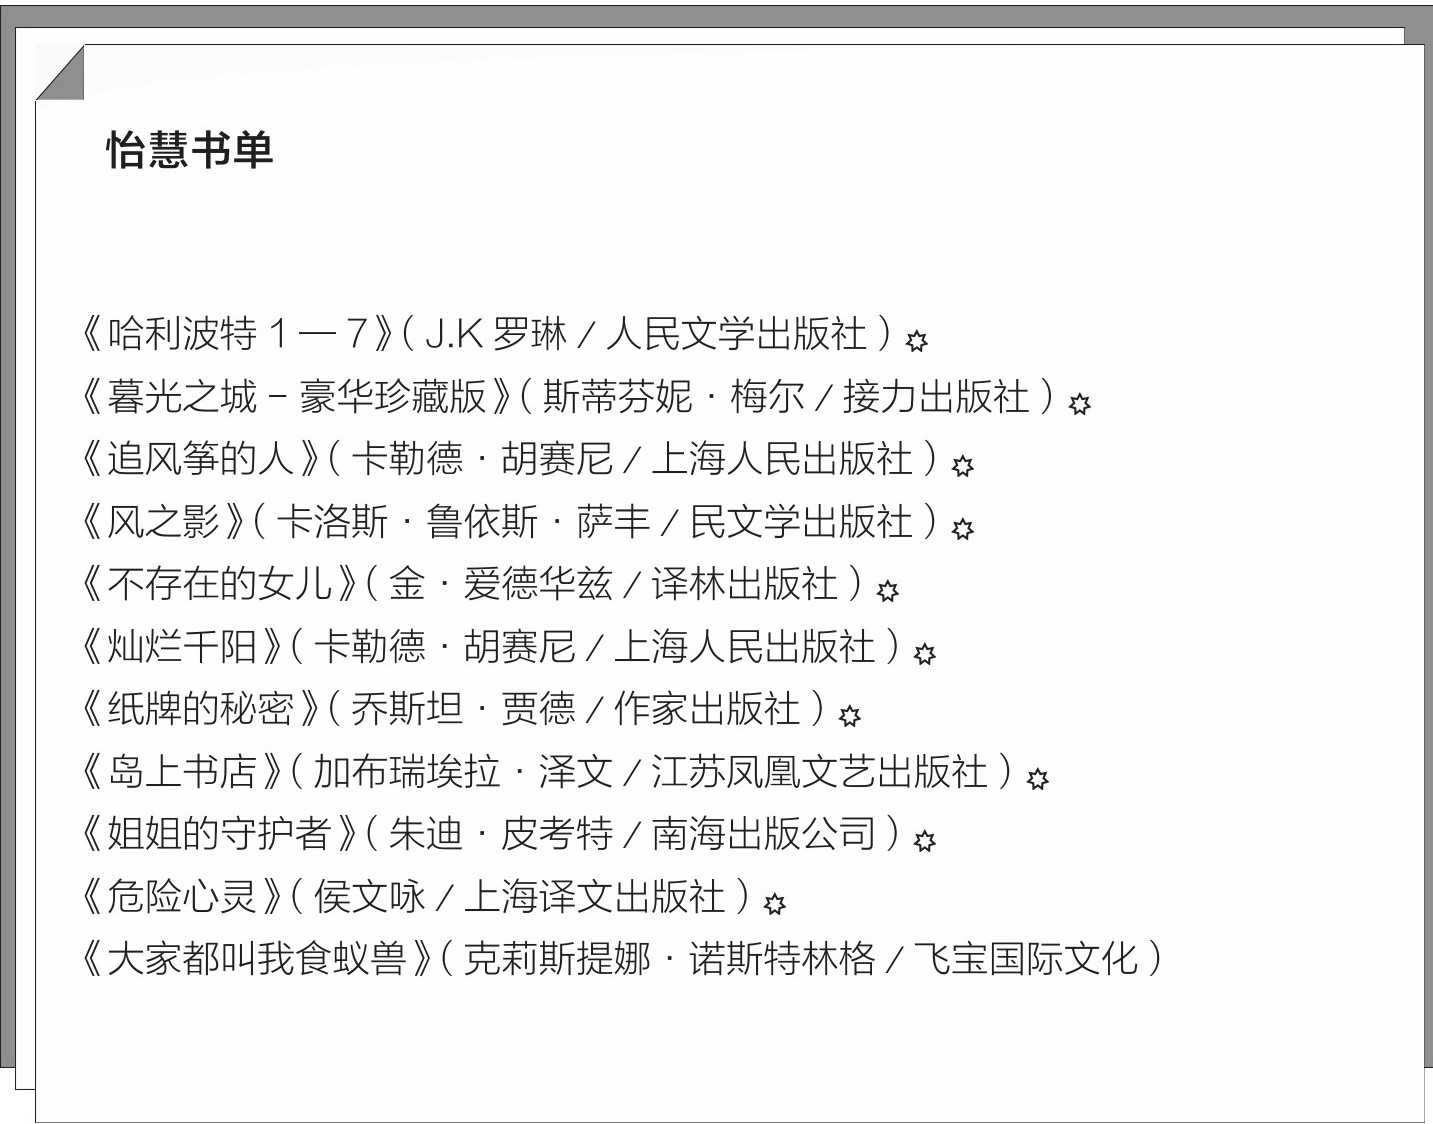 怡慧书单
《哈利波特 1 — 7》（ J.K 罗琳 / 人民文学出版社 ）✡
《暮光之城 – 豪华珍藏版》（ 斯蒂芬妮 · 梅尔 / 接力出版社 ）✡
《追风筝的人》（ 卡勒德 · 胡赛尼 / 上海人民出版社 ）✡
《风之影》（ 卡洛斯 · 鲁依斯 · 萨丰 / 民文学出版社 ）✡
《不存在的女儿》（ 金 · 爱德华兹 / 译林出版社 ）✡
《灿烂千阳》（ 卡勒德 · 胡赛尼 / 上海人民出版社 ）✡
《纸牌的秘密》（ 乔斯坦 · 贾德 / 作家出版社 ）✡
《岛上书店》（ 加布瑞埃拉 · 泽文 / 江苏凤凰文艺出版社 ）✡
《姐姐的守护者》（ 朱迪 · 皮考特 / 南海出版公司 ）✡
《危险心灵》（ 侯文咏 / 上海译文出版社 ）✡
《大家都叫我食蚁兽》（ 克莉斯提娜 · 诺斯特林格 / 飞宝国际文化 ）